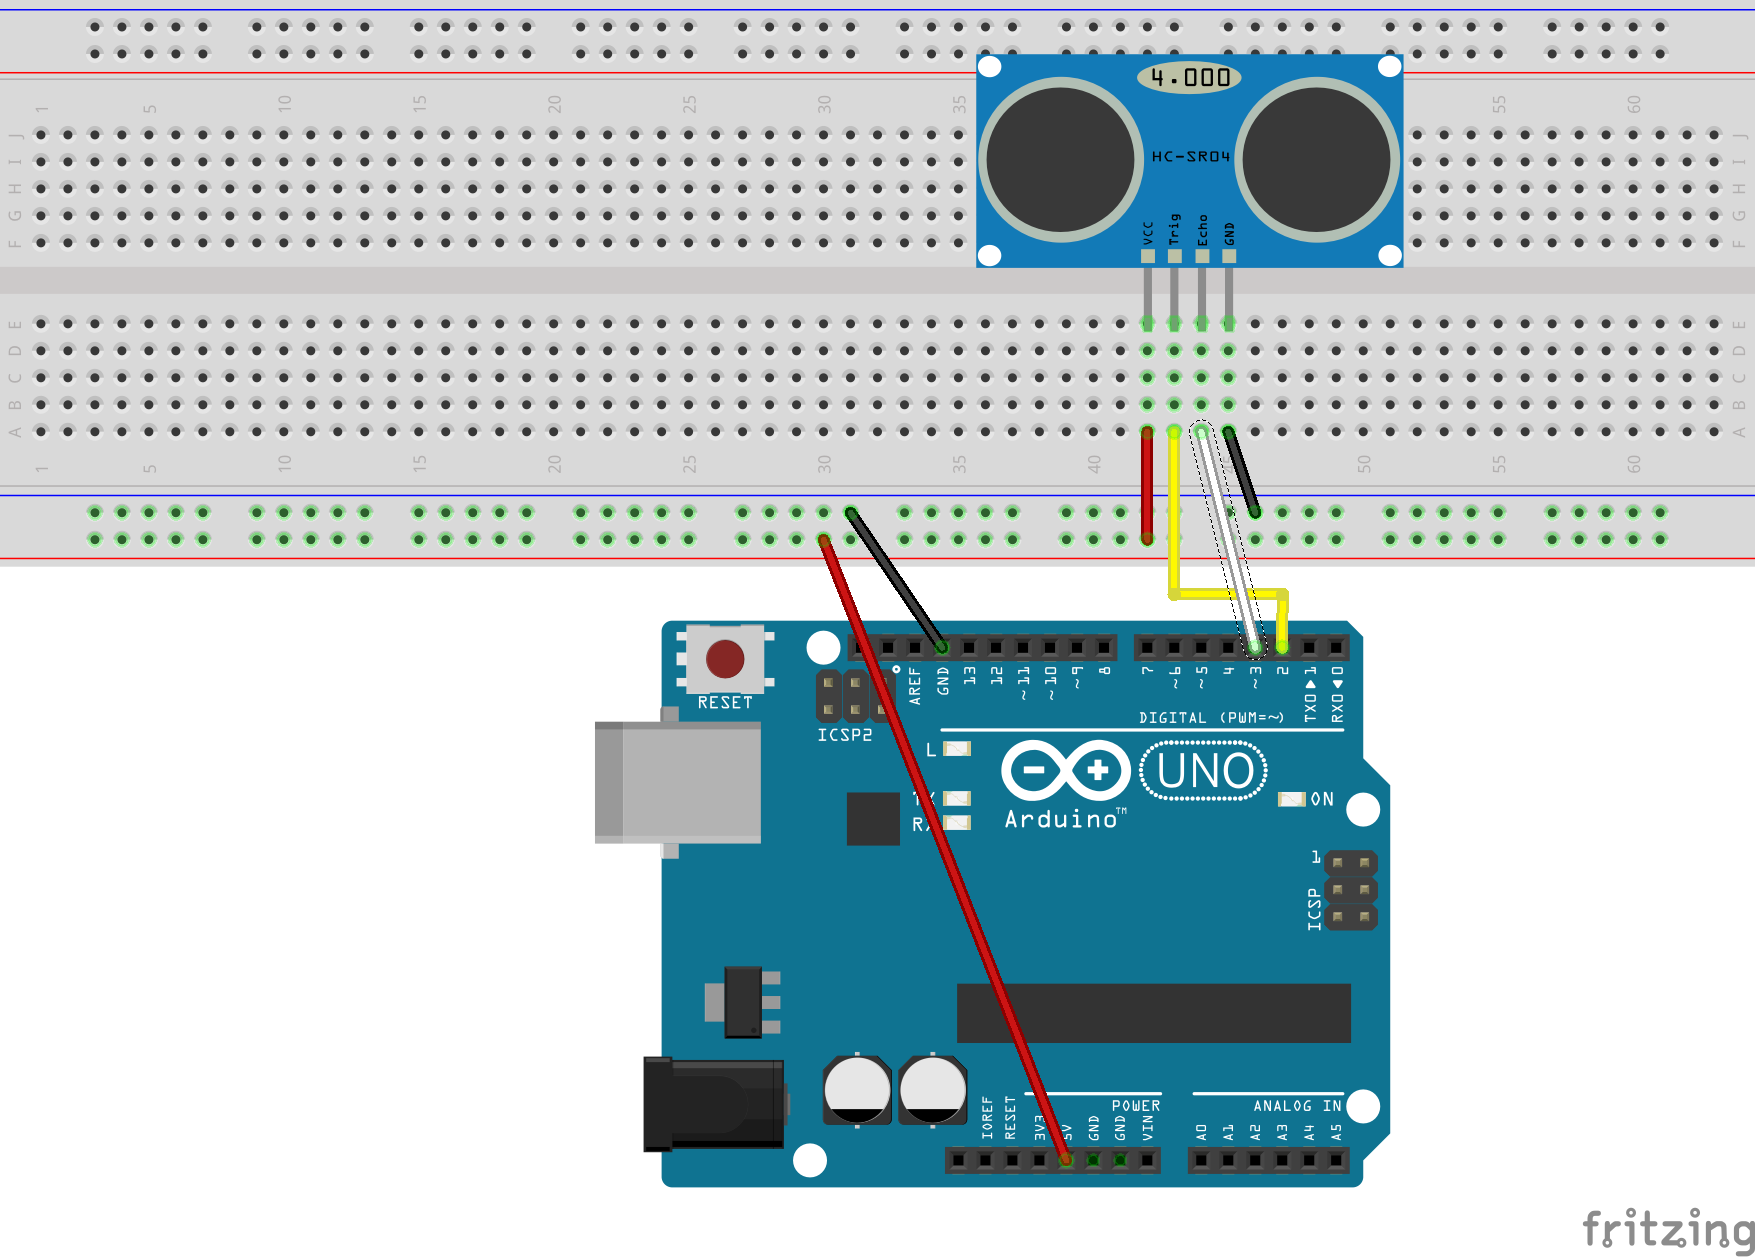 1 5 10 15 20 25 30 35 55 60
J J
I I
H H
G G
F F
4.000
HC-SR04
VCC Trig Echo GND
E E
D D
C C
B B
A A
1 5 10 15 20 25 30 35 40 50 55 60
RESET
ICSP2
AREF GND 13 12 ~11 ~10 ~9 8 7 ~6 ~5 4 ~3 2 TX0▶1 RX0◀0
DIGITAL (PWM=~)
L
TX
RX
Arduino™
UNO
ON
1
ICSP
IOREF RESET 3V3 5V GND GND VIN
POWER
A0 A1 A2 A3 A4 A5
ANALOG IN
fritzing